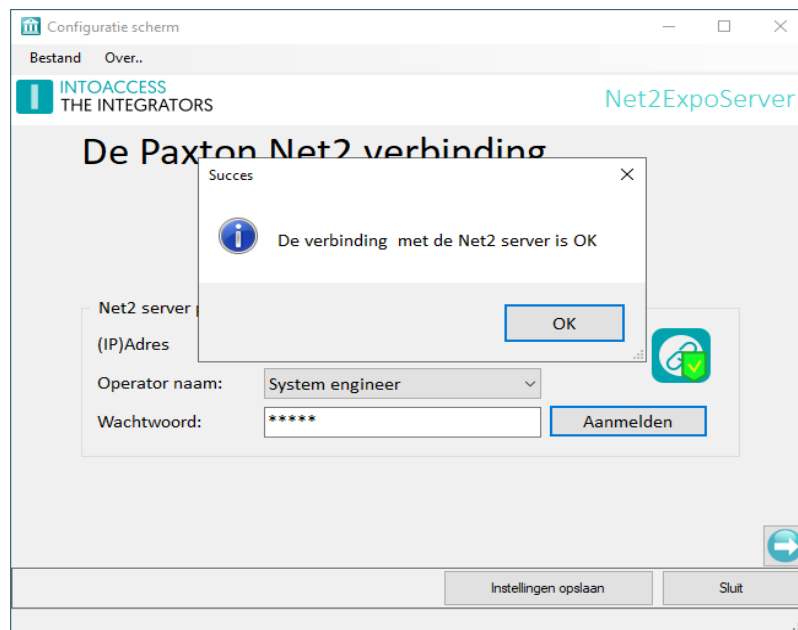 Configuratie scherm
Bestand Over..
INTOACCESS
THE INTEGRATORS
Net2ExpoServer
De Paxton Net2 verbinding
Succes
De verbinding met de Net2 server is OK
OK
Net2 server
(IP)Adres
Operator naam: System engineer
Wachtwoord: *****
Aanmelden
Instellingen opslaan
Sluit